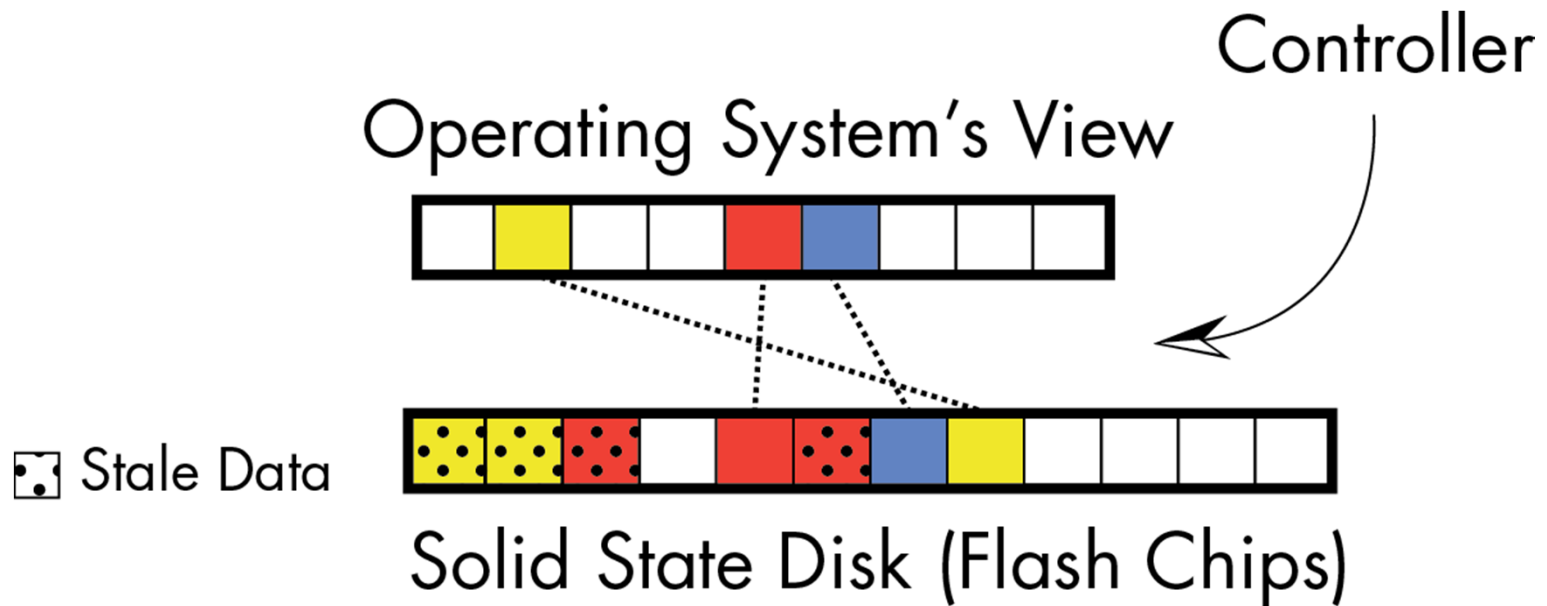 Controller
Operating System’s View
Stale Data
Solid State Disk (Flash Chips)